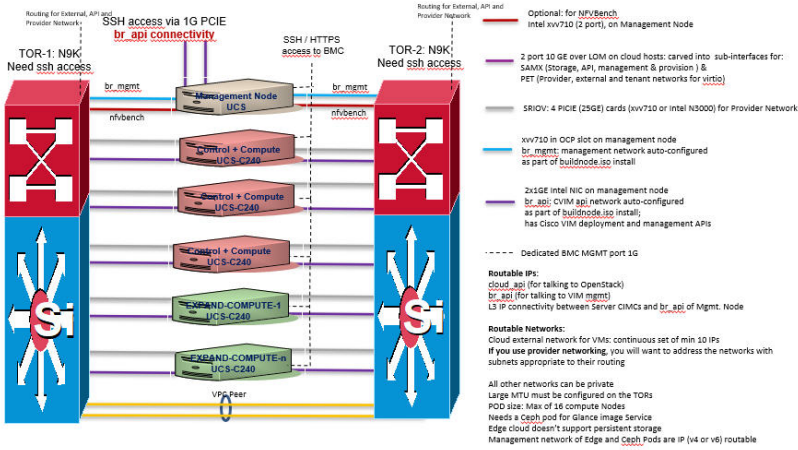 Routing for External, API and
Provider Network
SSH access via 1G PCIE
br_api connectivity
SSH / HTTPS
access to BMC
Routing for External, API and
Provider Network
TOR-1: N9K
Need ssh access
TOR-2: N9K
Need ssh access
br_mgmt
nfvbench
Management Node
UCS
br_mgmt
nfvbench
Control + Compute
UCS-C240
Control + Compute
UCS-C240
Control + Compute
UCS-C240
EXPAND-COMPUTE-1
UCS-C240
EXPAND-COMPUTE-n
UCS-C240
Si
Si
VPC Peer
Optional: for NFVBench
Intel xvv710 (2 port), on Management Node
2 port 10 GE over LOM on cloud hosts: carved into sub-interfaces for:
SAMX (Storage, API, management & provision ) &
PET (Provider, external and tenant networks for virtio)
SRIOV: 4 PCIE (25GE) cards (xvv710 or Intel N3000) for Provider Network
xvv710 in OCP slot on management node
br_mgmt: management network auto-configured
as part of buildnode.iso install
2x1GE Intel NIC on management node
br_api: CVIM api network auto-configured
as part of buildnode.iso install;
has Cisco VIM deployment and management APIs
Dedicated BMC MGMT port 1G
Routable IPs:
cloud_api (for talking to OpenStack)
br_api (for talking to VIM mgmt)
L3 IP connectivity between Server CIMCs and br_api of Mgmt. Node
Routable Networks:
Cloud external network for VMs: continuous set of min 10 IPs
If you use provider networking, you will want to address the networks with
subnets appropriate to their routing
All other networks can be private
Large MTU must be configured on the TORs
POD size: Max of 16 compute Nodes
Needs a Ceph pod for Glance image Service
Edge cloud doesn't support persistent storage
Management network of Edge and Ceph Pods are IP (v4 or v6) routable